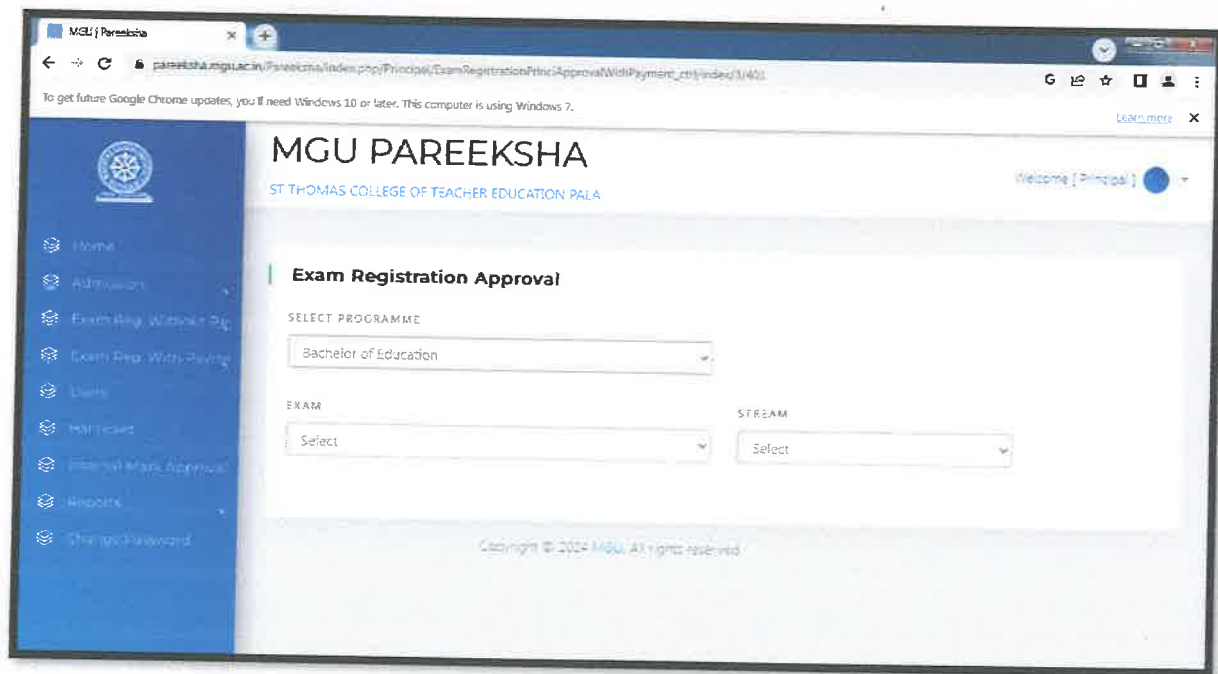 MGU | Pareeksha
pareeksha.mgu.ac.in/Pareeksha/index.php/Principal/ExamRegistrationPrinciApprovalWithPayment_ctrl/index/3/401
To get future Google Chrome updates, you'll need Windows 10 or later. This computer is using Windows 7.
Learn more
MGU PAREEKSHA
ST THOMAS COLLEGE OF TEACHER EDUCATION PALA
Welcome [ Principal ]
Home
Admission
Exam Reg. Without Pa
Exam Reg. With Payme
Users
Hall Ticket
Internal Mark Approval
Reports
Change Password
Exam Registration Approval
SELECT PROGRAMME
Bachelor of Education
EXAM
STREAM
Select
Select
Copyright © 2024 MGU. All rights reserved